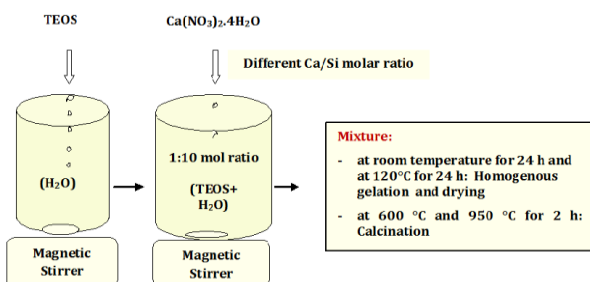 TEOS
Ca(NO₃)₂.4H₂O
Different Ca/Si molar ratio
(H₂O)
1:10 mol ratio
(TEOS+
H₂O)
Magnetic
Stirrer
Magnetic
Stirrer
Mixture:
- at room temperature for 24 h and
at 120°C for 24 h: Homogenous
gelation and drying
- at 600 °C and 950 °C for 2 h:
Calcination